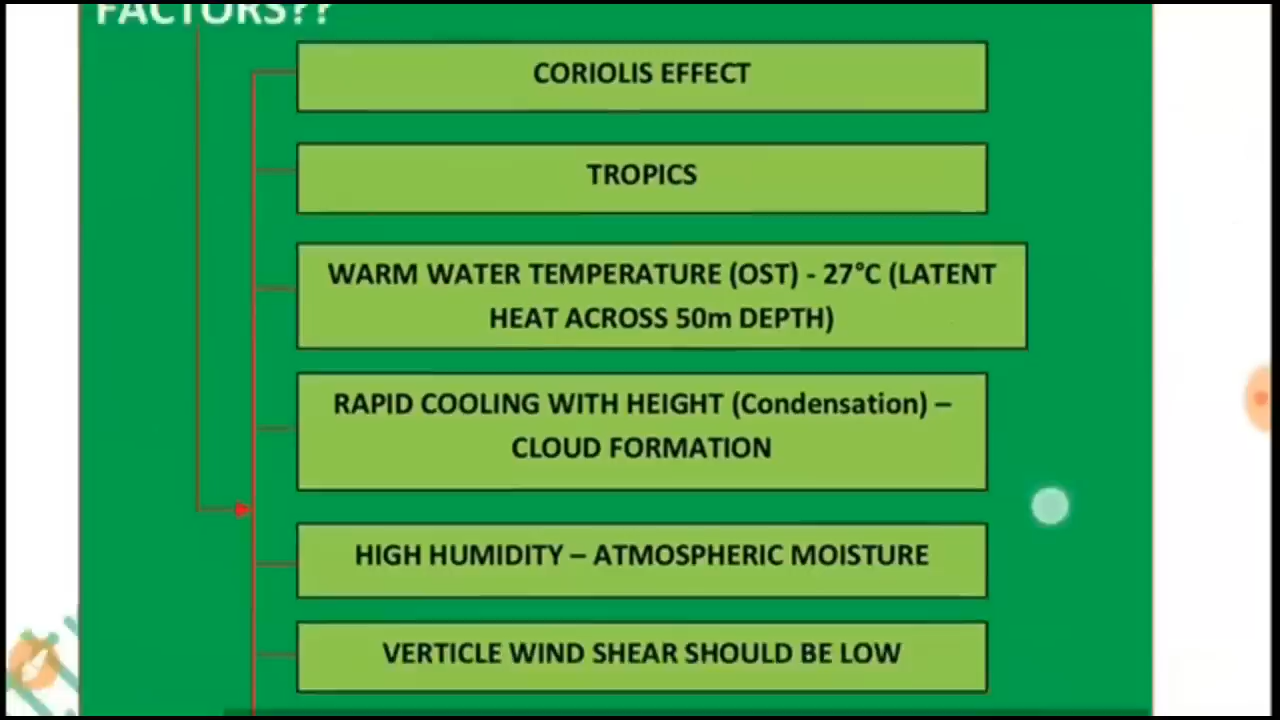 FACTORS??
CORIOLIS EFFECT
TROPICS
WARM WATER TEMPERATURE (OST) - 27°C (LATENT
HEAT ACROSS 50m DEPTH)
RAPID COOLING WITH HEIGHT (Condensation) –
CLOUD FORMATION
HIGH HUMIDITY – ATMOSPHERIC MOISTURE
VERTICLE WIND SHEAR SHOULD BE LOW